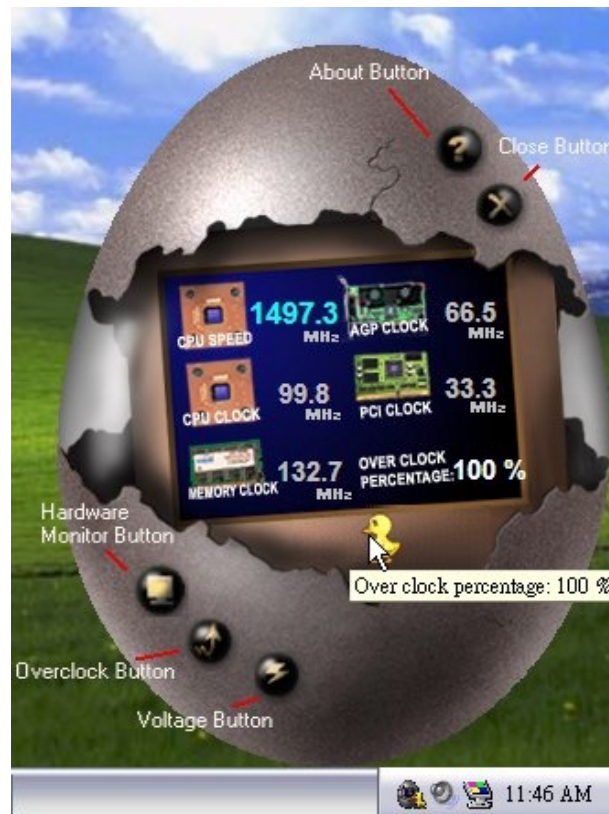 About Button
Close Button
CPU SPEED 1497.3 MHz
AGP CLOCK 66.5 MHz
CPU CLOCK 99.8 MHz
PCI CLOCK 33.3 MHz
MEMORY CLOCK 132.7 MHz
OVER CLOCK
PERCENTAGE: 100 %
Hardware
Monitor Button
Over clock percentage: 100 %
Overclock Button
Voltage Button
11:46 AM